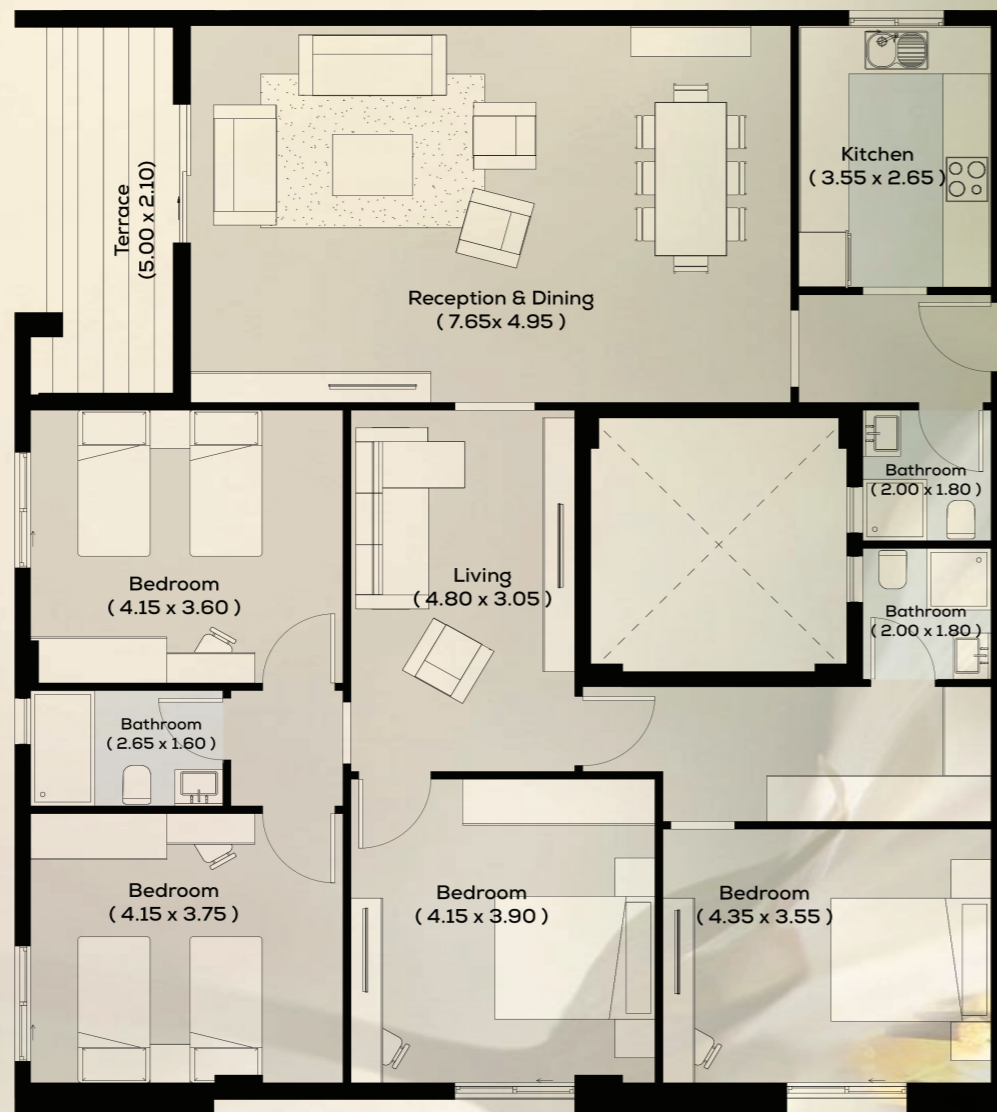 Terrace
(5.00 x 2.10)
Kitchen
( 3.55 x 2.65)
Reception & Dining
( 7.65x 4.95 )
Bathroom
( 2.00 x 1.80 )
Bedroom
( 4.15 x 3.60 )
Living
( 4.80 x 3.05 )
Bathroom
( 2.00 x 1.80 )
Bathroom
( 2.65 x 1.60 )
Bedroom
( 4.15 x 3.75 )
Bedroom
( 4.15 x 3.90 )
Bedroom
( 4.35 x 3.55 )